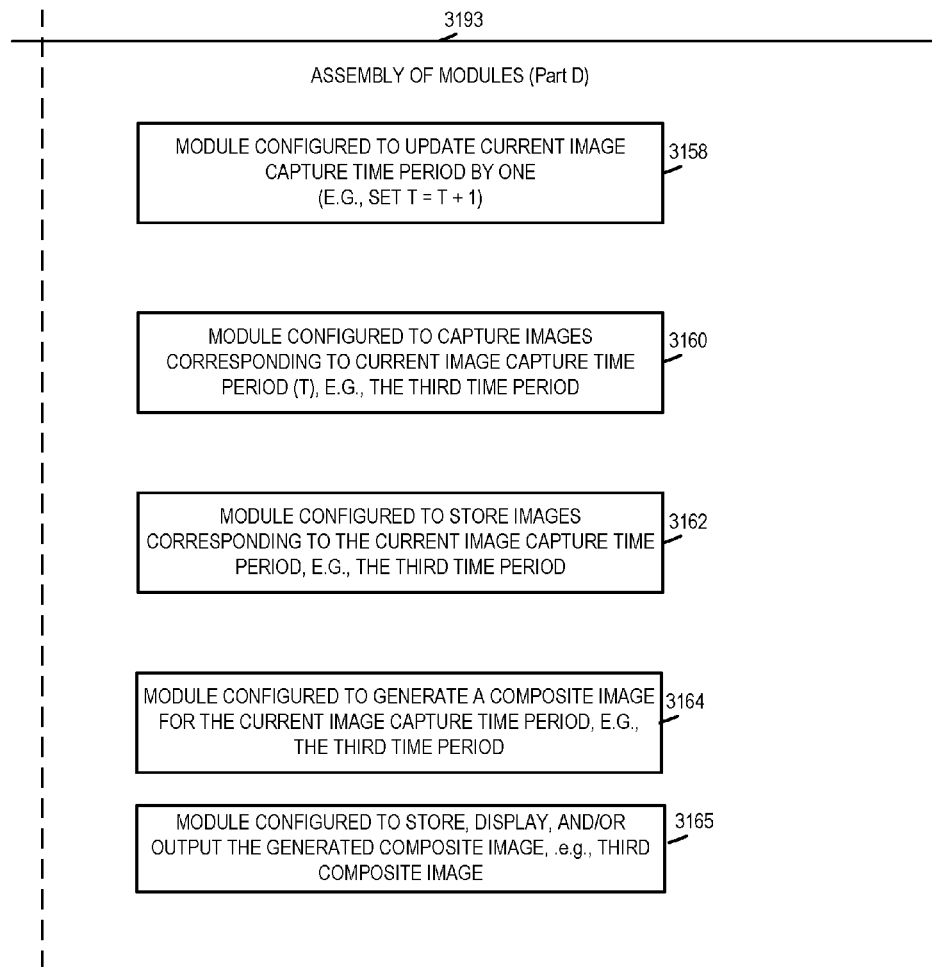 3193
ASSEMBLY OF MODULES (Part D)
MODULE CONFIGURED TO UPDATE CURRENT IMAGE
CAPTURE TIME PERIOD BY ONE
(E.G., SET T = T + 1)
3158
MODULE CONFIGURED TO CAPTURE IMAGES
CORRESPONDING TO CURRENT IMAGE CAPTURE TIME
PERIOD (T), E.G., THE THIRD TIME PERIOD
3160
MODULE CONFIGURED TO STORE IMAGES
CORRESPONDING TO THE CURRENT IMAGE CAPTURE TIME
PERIOD, E.G., THE THIRD TIME PERIOD
3162
MODULE CONFIGURED TO GENERATE A COMPOSITE IMAGE
FOR THE CURRENT IMAGE CAPTURE TIME PERIOD, E.G.,
THE THIRD TIME PERIOD
3164
MODULE CONFIGURED TO STORE, DISPLAY, AND/OR
OUTPUT THE GENERATED COMPOSITE IMAGE, .e.g., THIRD
COMPOSITE IMAGE
3165